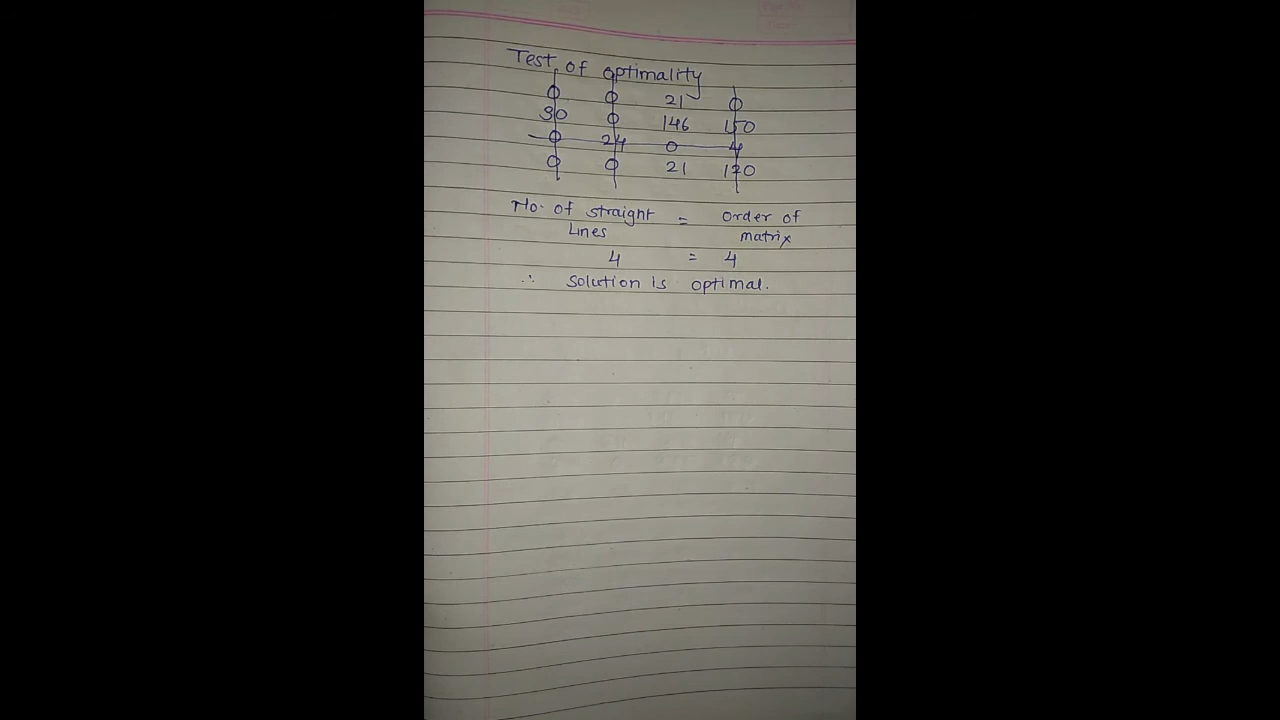 Test of optimality
0 0 21 0
30 0 146 150
0 24 0 4
0 0 21 120
No. of straight = order of
Lines matrix
4 = 4
∴ solution is optimal.